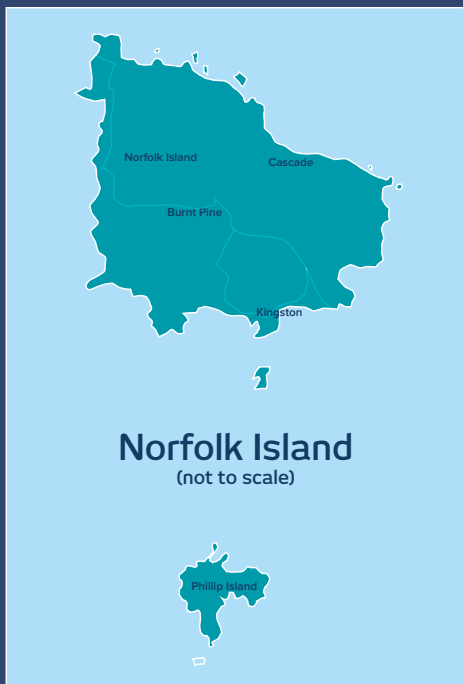 Norfolk Island
Cascade
Burnt Pine
Kingston
Norfolk Island
(not to scale)
Phillip Island